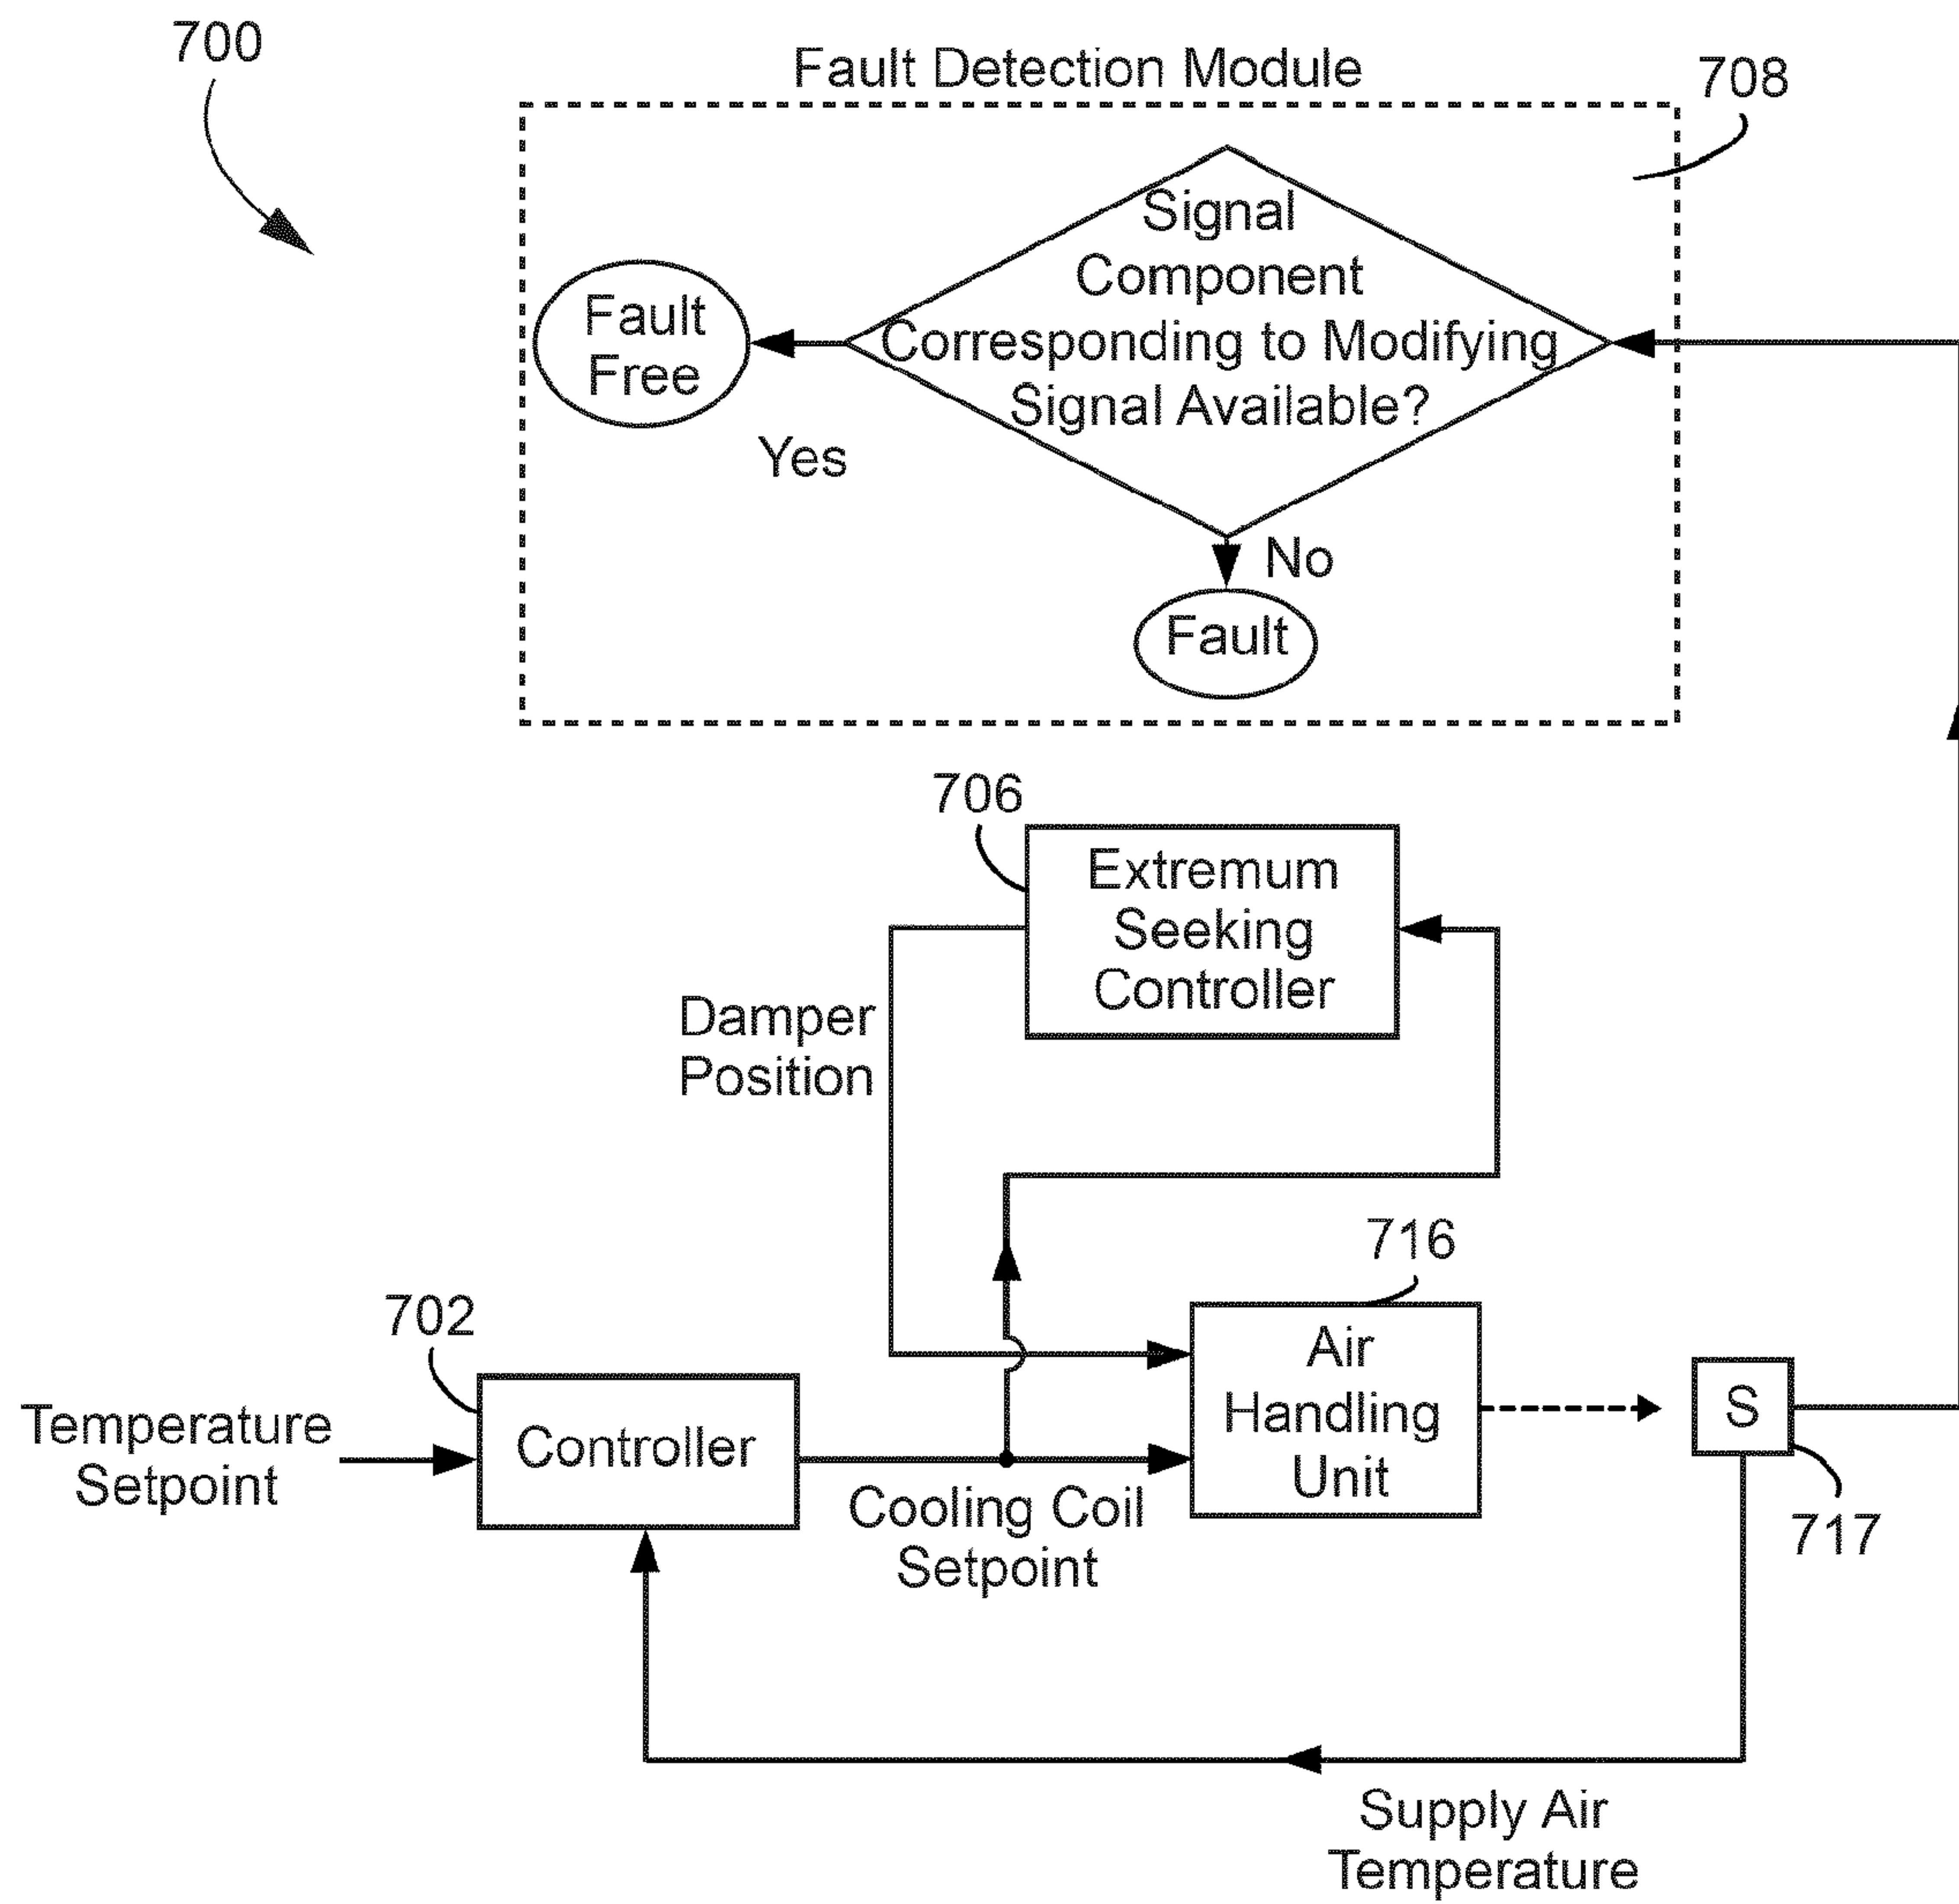 700
Fault Detection Module
708
Signal
Component
Corresponding to Modifying
Signal Available?
Fault
Free
Yes
No
Fault
706
Extremum
Seeking
Controller
Damper
Position
716
702
Air
Handling
Unit
S
Temperature
Setpoint
Controller
Cooling Coil
Setpoint
717
Supply Air
Temperature